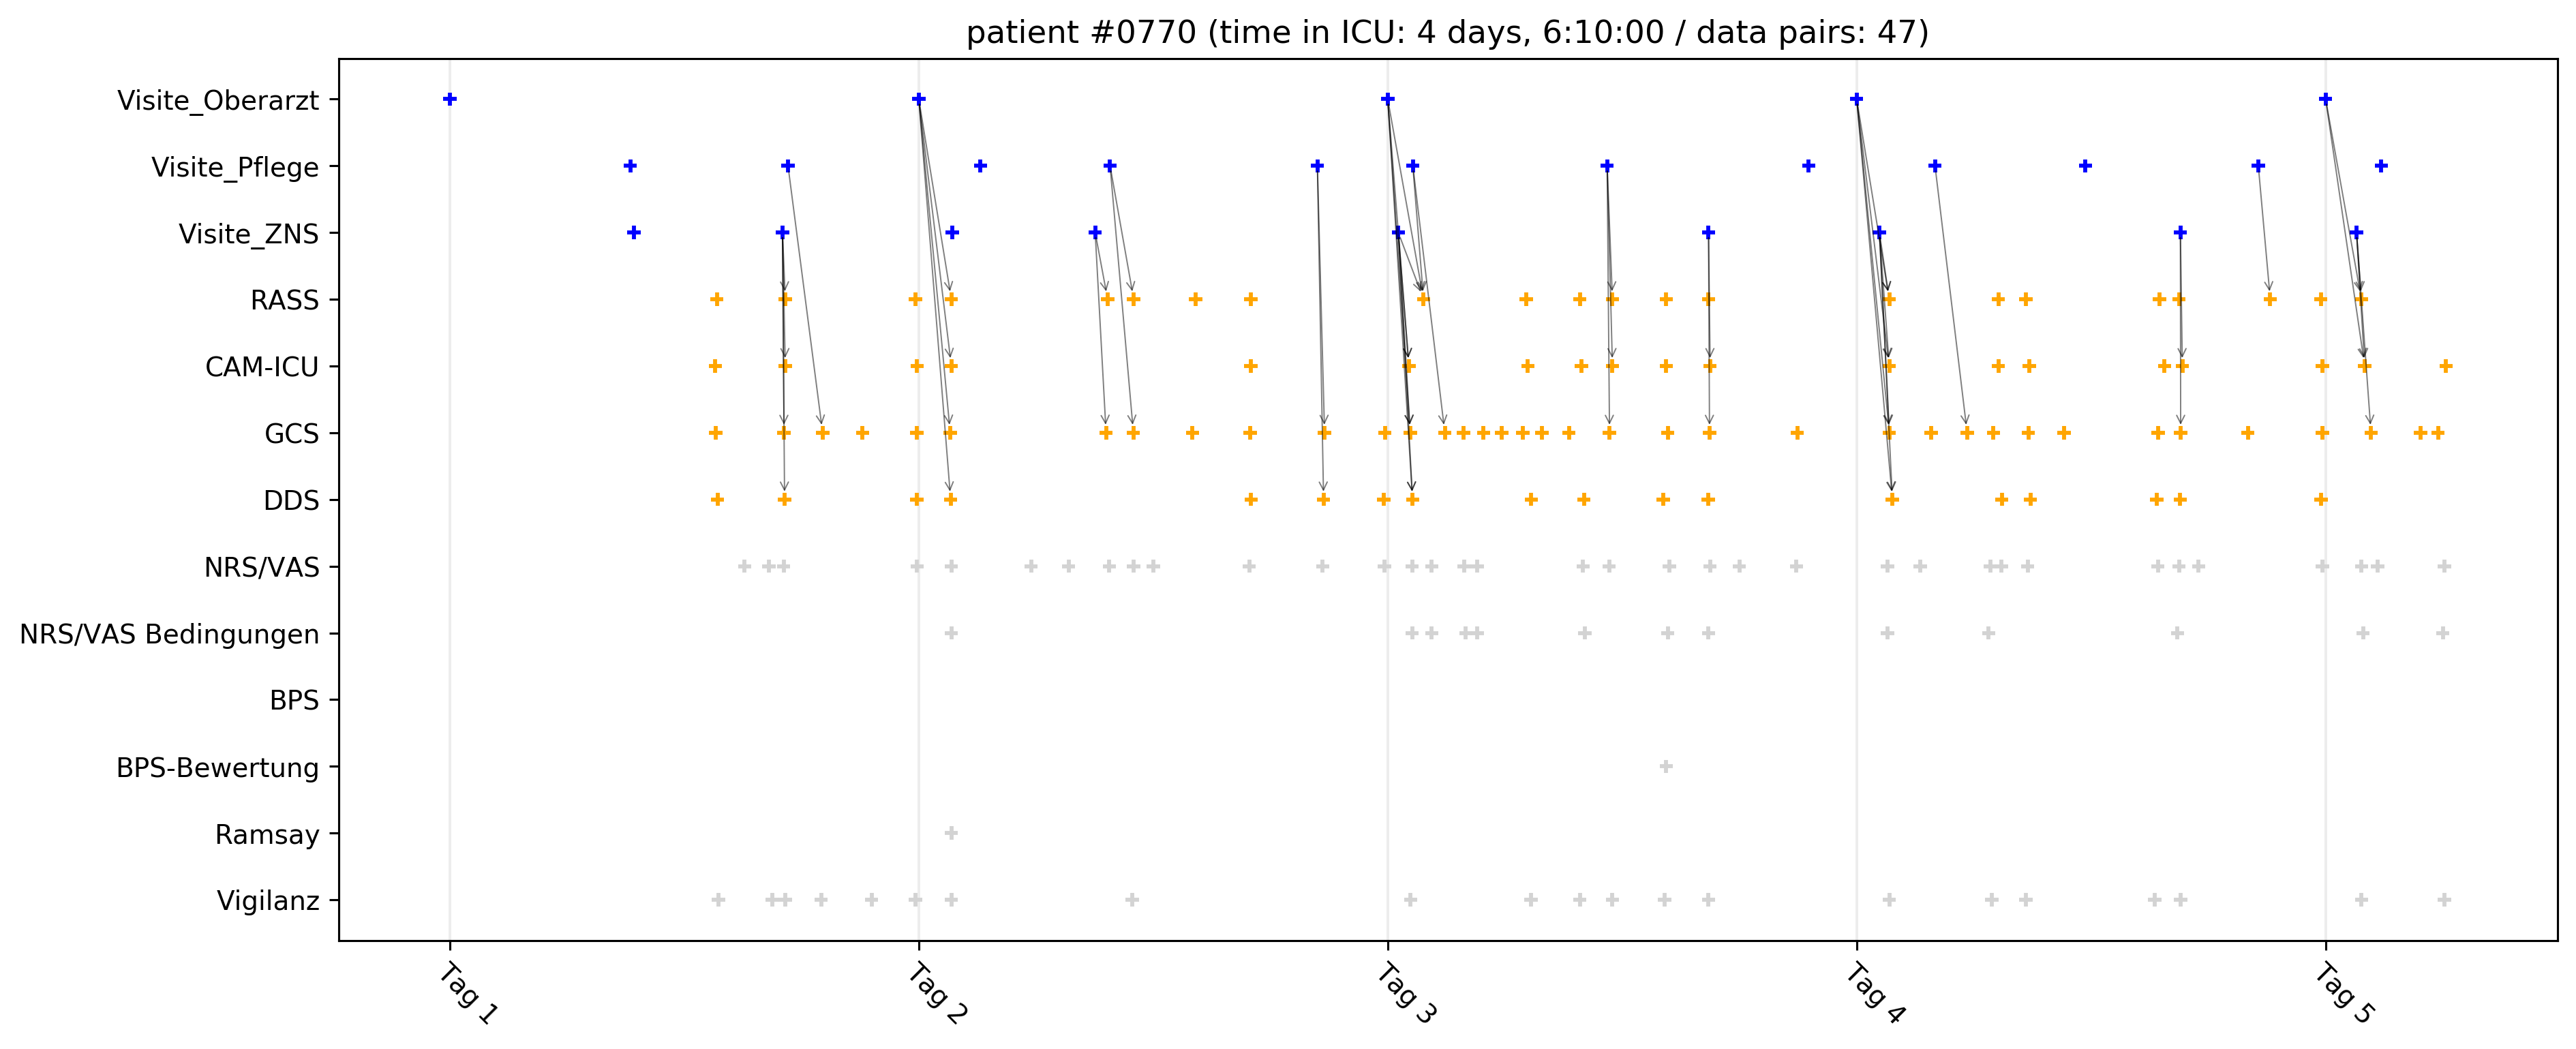 patient #0770 (time in ICU: 4 days, 6:10:00 / data pairs: 47)
Visite_Oberarzt
Visite_Pflege
Visite_ZNS
RASS
CAM-ICU
GCS
DDS
NRS/VAS
NRS/VAS Bedingungen
BPS
BPS-Bewertung
Ramsay
Vigilanz
Tag 1
Tag 2
Tag 3
Tag 4
Tag 5